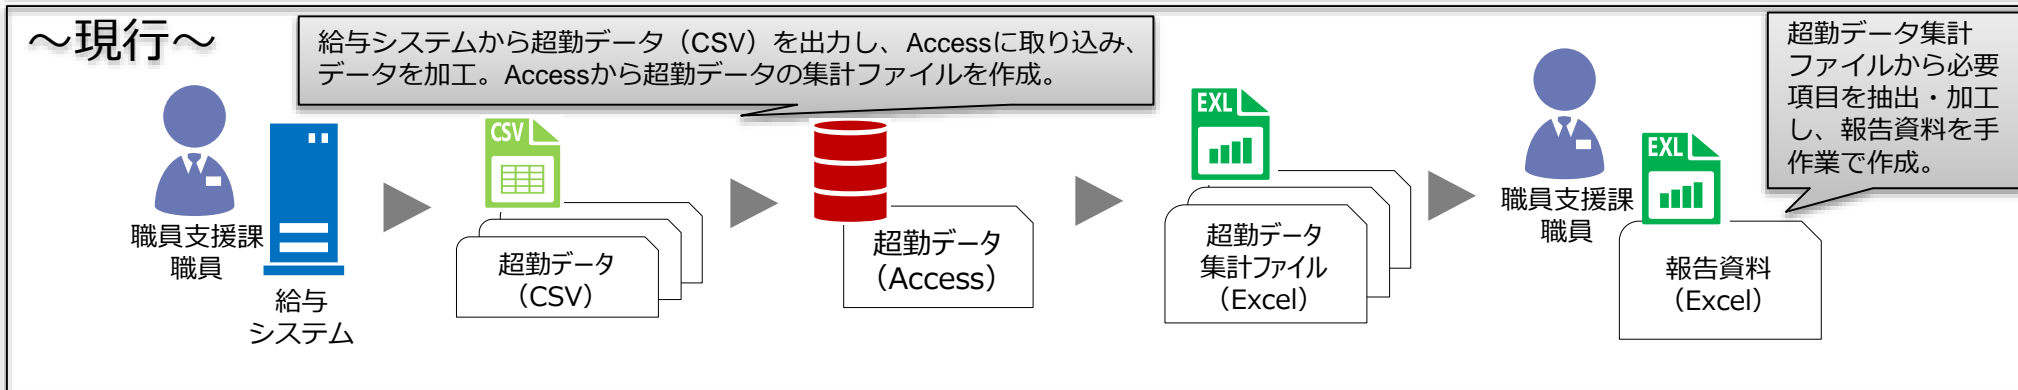 ～現行～
給与システムから超勤データ（CSV）を出力し、Accessに取り込み、
データを加工。Accessから超勤データの集計ファイルを作成。
超勤データ集計
ファイルから必要
項目を抽出・加工
し、報告資料を手
作業で作成。
職員支援課
職員
給与
システム
CSV
超勤データ
（CSV）
超勤データ
（Access）
EXL
超勤データ
集計ファイル
（Excel）
職員支援課
職員
EXL
報告資料
（Excel）